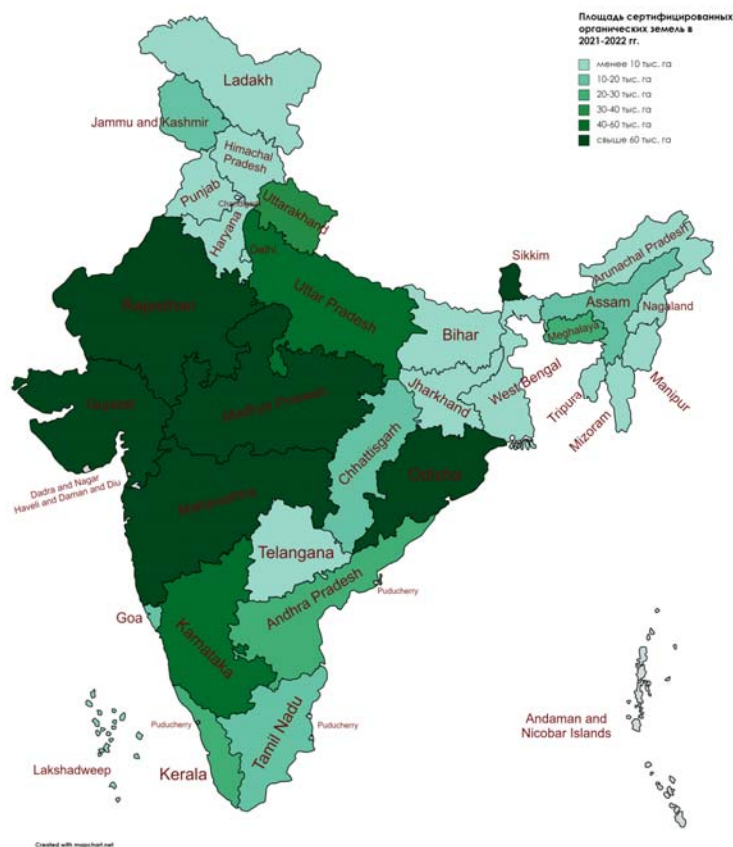 Площадь сертифицированных
органических земель в
2021-2022 гг.
менее 10 тыс. га
10-20 тыс. га
20-30 тыс. га
30-40 тыс. га
40-60 тыс. га
свыше 60 тыс. га
Ladakh
Jammu and Kashmir
Himachal
Pradesh
Punjab
Chandigarh
Uttarakhand
Haryana
Delhi
Sikkim
Arunachal Pradesh
Rajasthan
Uttar Pradesh
Assam
Nagaland
Bihar
Meghalaya
Gujarat
Madhya Pradesh
Jharkhand
West Bengal
Tripura
Mizoram
Manipur
Chhattisgarh
Odisha
Dadra and Nagar
Haveli and Daman and Diu
Maharashtra
Telangana
Andhra Pradesh
Puducherry
Goa
Karnataka
Puducherry
Tamil Nadu
Puducherry
Andaman and
Nicobar Islands
Lakshadweep
Kerala
Created with mapchart.net